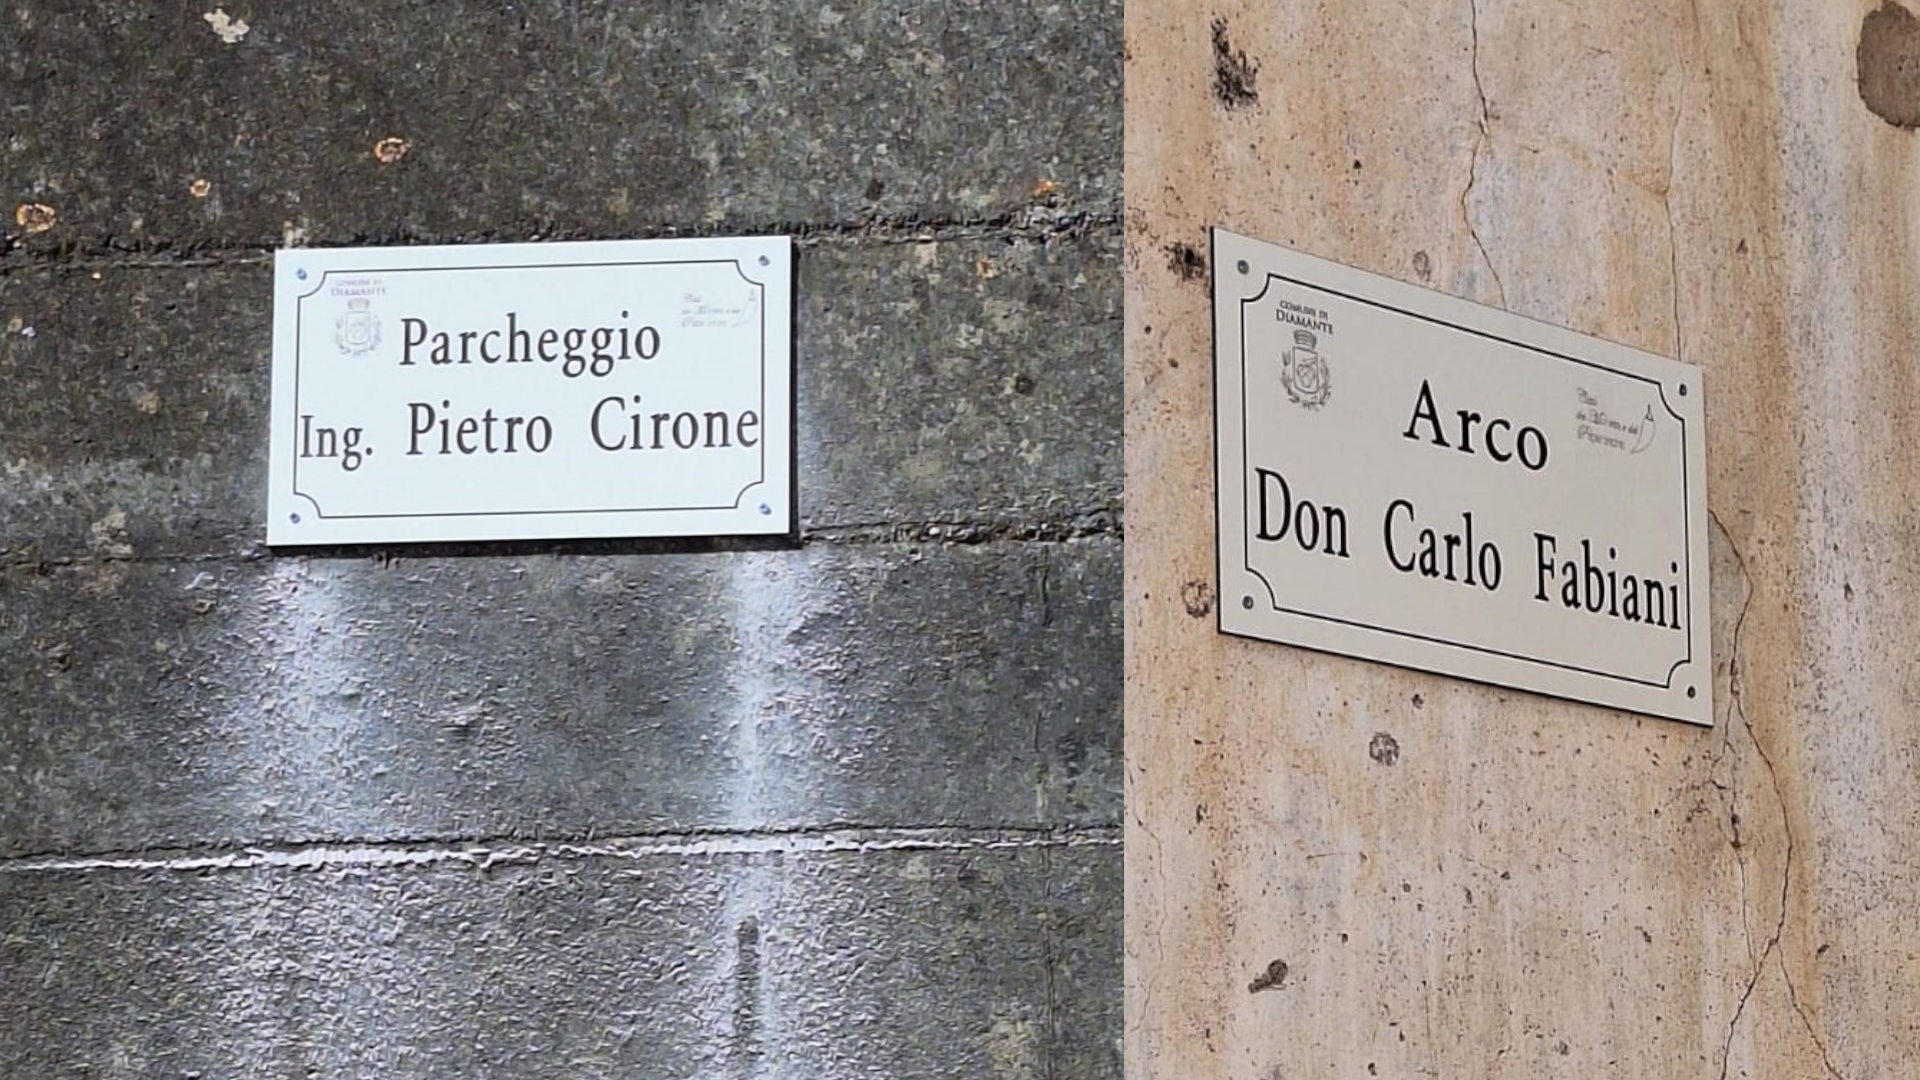 COMUNE DI
DIAMANTE
Parcheggio
Ing. Pietro Cirone
COMUNE DI
DIAMANTE
Arco
Don Carlo Fabiani